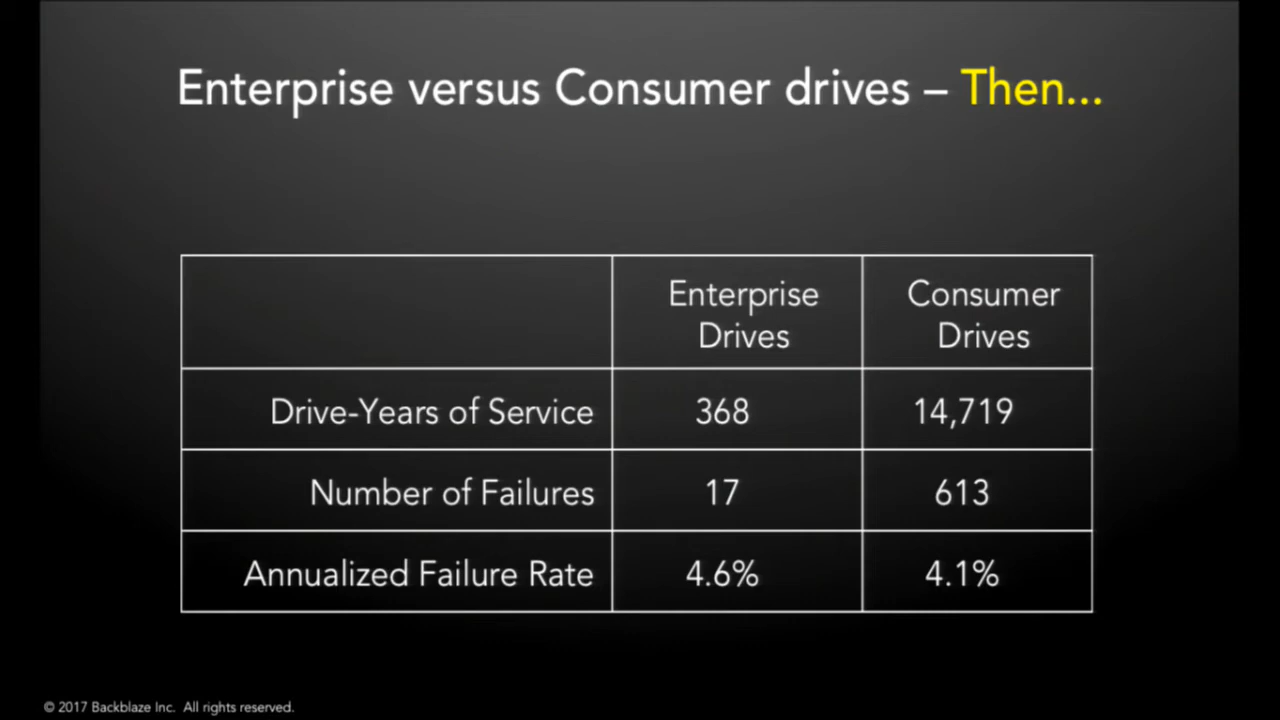 Enterprise versus Consumer drives – Then...
Enterprise Consumer
Drives Drives
Drive-Years of Service 368 14,719
Number of Failures 17 613
Annualized Failure Rate 4.6% 4.1%
© 2017 Backblaze Inc. All rights reserved.